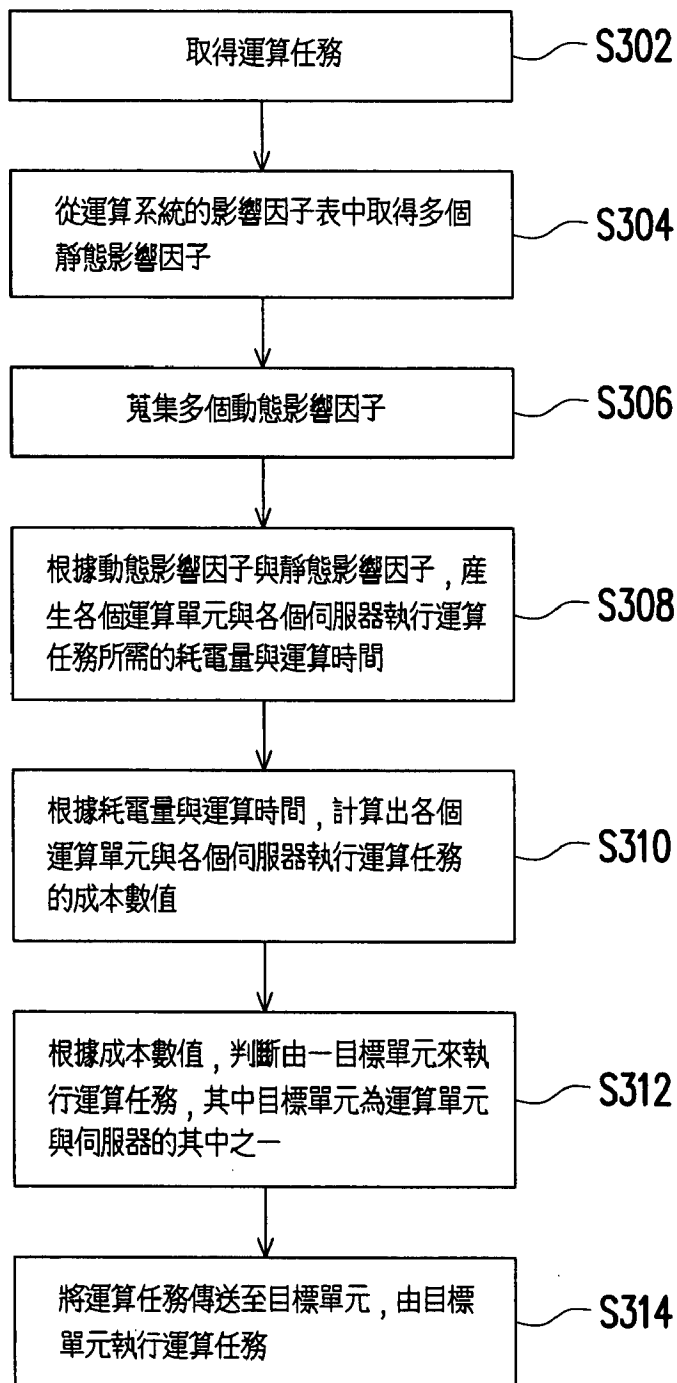 取得運算任務
S302
從運算系統的影響因子表中取得多個
靜態影響因子
S304
蒐集多個動態影響因子
S306
根據動態影響因子與靜態影響因子，產
生各個運算單元與各個伺服器執行運算
任務所需的耗電量與運算時間
S308
根據耗電量與運算時間，計算出各個
運算單元與各個伺服器執行運算任務
的成本數值
S310
根據成本數值，判斷由一目標單元來執
行運算任務，其中目標單元為運算單元
與伺服器的其中之一
S312
將運算任務傳送至目標單元，由目標
單元執行運算任務
S314